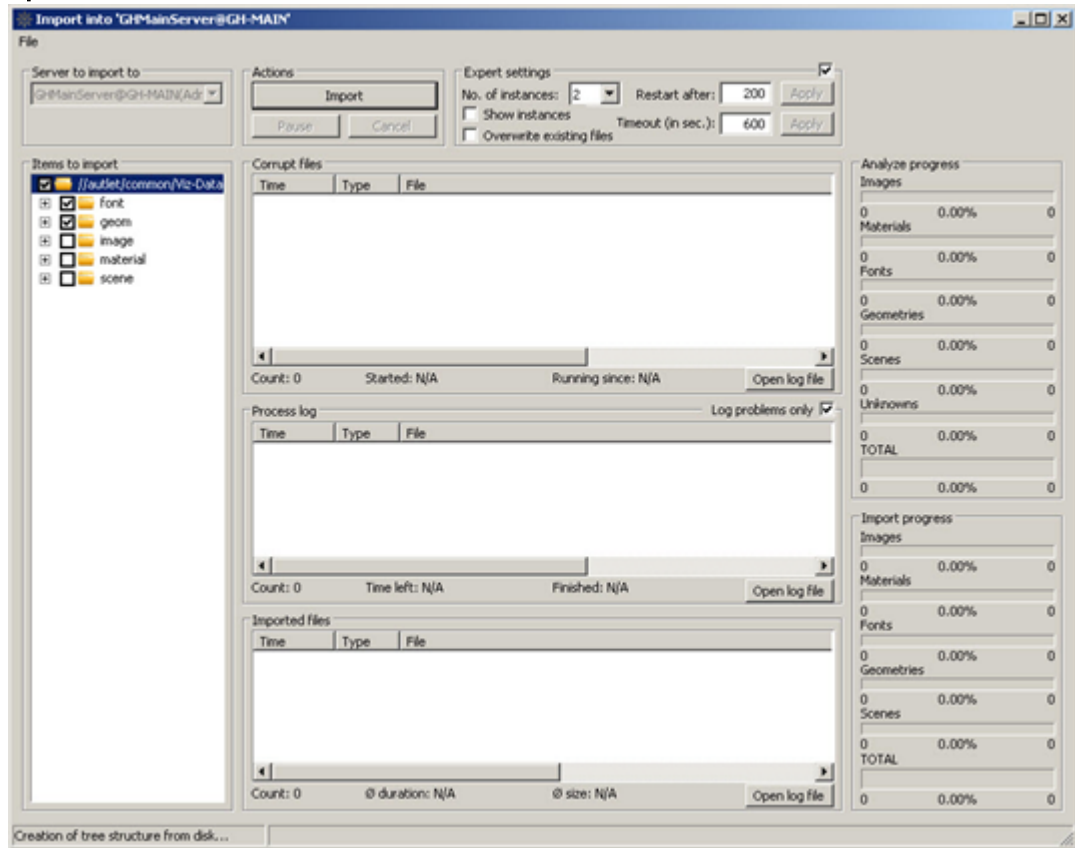 Import into 'GHMainServer@GH-MAIN'
File
Server to import to
GHMainServer@GH-MAIN(Adr
Actions
Import
Pause
Cancel
Expert settings
No. of instances: 2
Restart after: 200 Apply
Show instances
Timeout (in sec.): 600 Apply
Overwrite existing files
Items to import
//autlet/common/Viz-Data
font
geom
image
material
scene
Corrupt files
Time Type File
Count: 0 Started: N/A Running since: N/A Open log file
Process log Log problems only
Time Type File
Count: 0 Time left: N/A Finished: N/A Open log file
Imported files
Time Type File
Count: 0 Ø duration: N/A Ø size: N/A Open log file
Analyze progress
Images
0 0.00% 0
Materials
0 0.00% 0
Fonts
0 0.00% 0
Geometries
0 0.00% 0
Scenes
0 0.00% 0
Unknowns
0 0.00% 0
TOTAL
0 0.00% 0
Import progress
Images
0 0.00% 0
Materials
0 0.00% 0
Fonts
0 0.00% 0
Geometries
0 0.00% 0
Scenes
0 0.00% 0
TOTAL
0 0.00% 0
Creation of tree structure from disk...